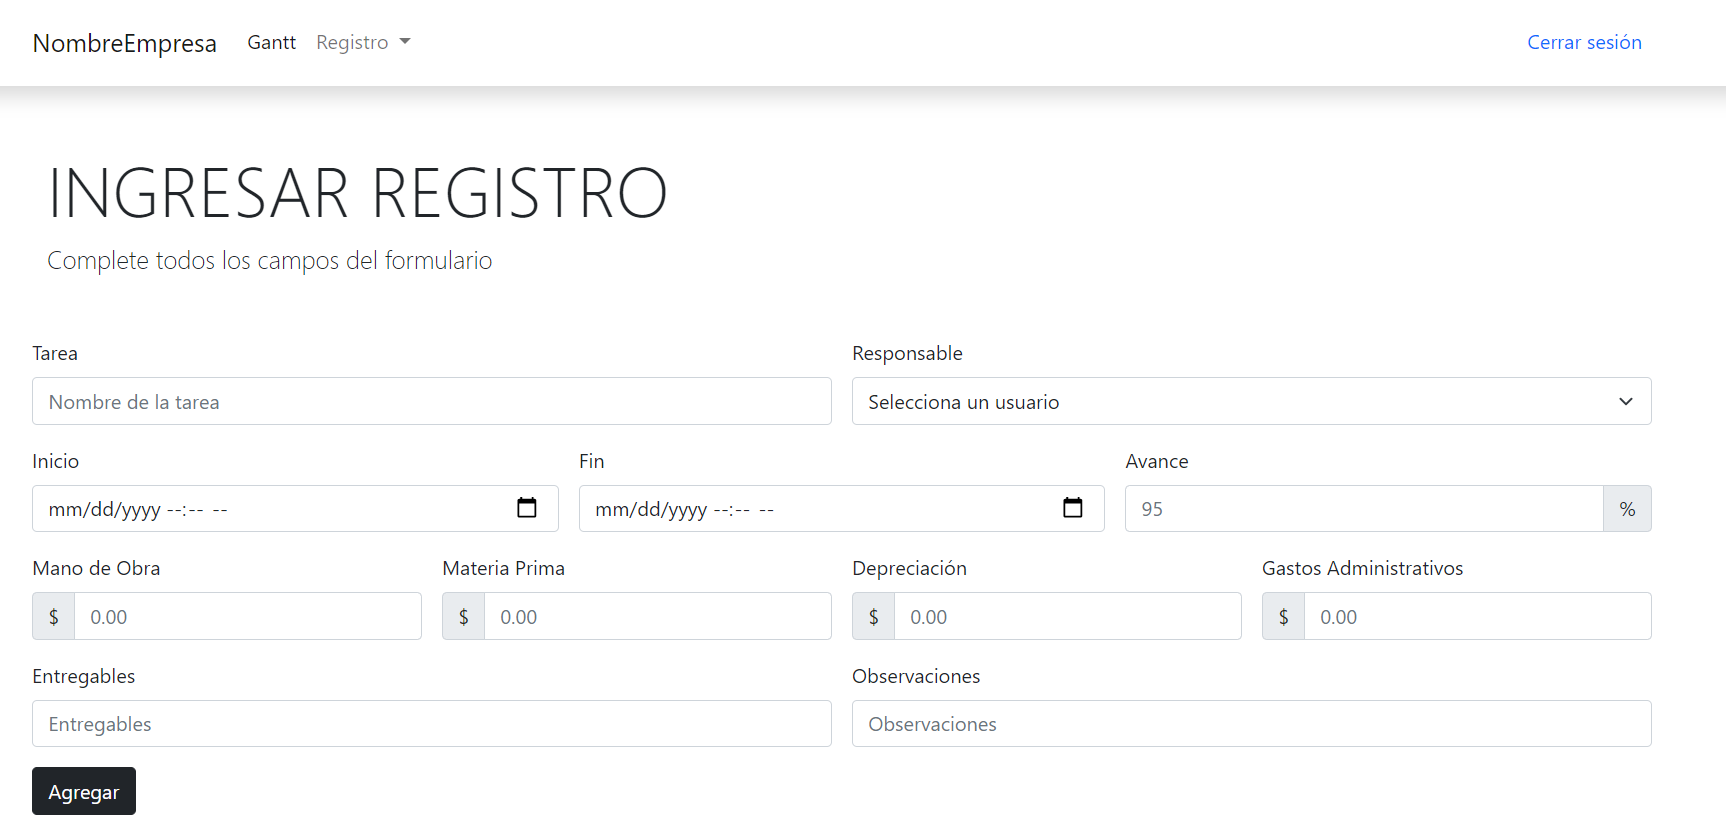 NombreEmpresa Gantt Registro Cerrar sesión
INGRESAR REGISTRO
Complete todos los campos del formulario
Tarea Responsable
Nombre de la tarea Selecciona un usuario
Inicio Fin Avance
mm/dd/yyyy --:-- -- mm/dd/yyyy --:-- -- 95 %
Mano de Obra Materia Prima Depreciación Gastos Administrativos
$ 0.00 $ 0.00 $ 0.00 $ 0.00
Entregables Observaciones
Entregables Observaciones
Agregar